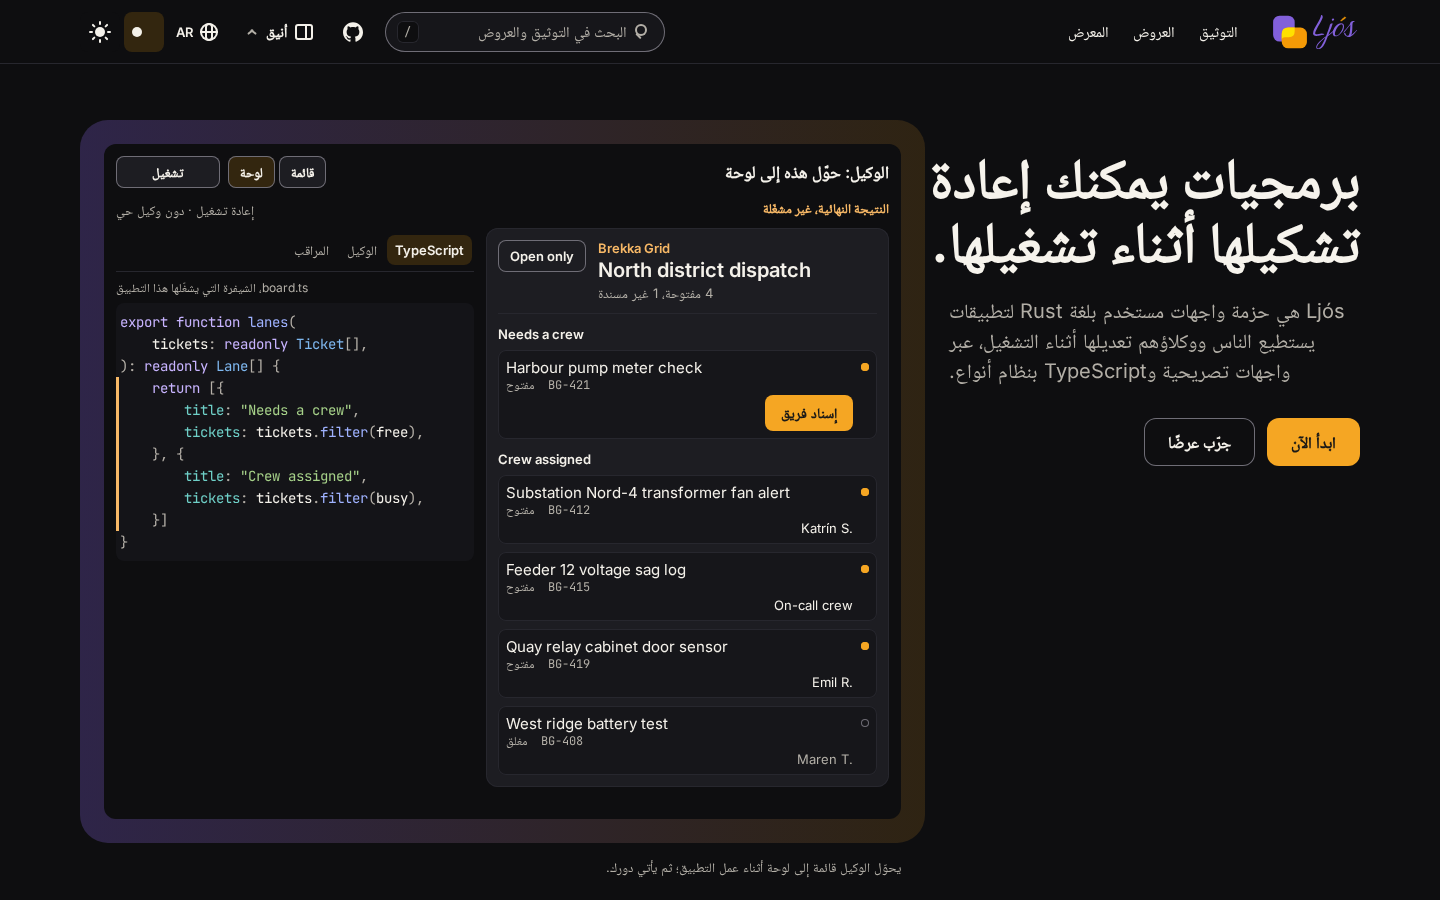 Ljós
التوثيق
العروض
المعرض
البحث في التوثيق والعروض
/
أنيق
AR
برمجيات يمكنك إعادة
تشكيلها أثناء تشغيلها.
Ljós هي حزمة واجهات مستخدم بلغة Rust لتطبيقات
يستطيع الناس ووكلاؤهم تعديلها أثناء التشغيل، عبر
واجهات تصريحية وTypeScript بنظام أنواع.
ابدأ الآن
جرّب عرضًا
الوكيل: حوّل هذه إلى لوحة
قائمة
لوحة
تشغيل
النتيجة النهائية، غير مشغّلة
إعادة تشغيل · دون وكيل حي
Brekka Grid
North district dispatch
4 مفتوحة، 1 غير مسندة
Open only
Needs a crew
Harbour pump meter check
BG-421 مفتوح
إسناد فريق
Crew assigned
Substation Nord-4 transformer fan alert
BG-412 مفتوح
Katrín S.
Feeder 12 voltage sag log
BG-415 مفتوح
On-call crew
Quay relay cabinet door sensor
BG-419 مفتوح
Emil R.
West ridge battery test
BG-408 مغلق
Maren T.
TypeScript
الوكيل
المراقب
board.ts، الشيفرة التي يشغّلها هذا التطبيق
export function lanes(
    tickets: readonly Ticket[],
): readonly Lane[] {
    return [{
        title: "Needs a crew",
        tickets: tickets.filter(free),
    }, {
        title: "Crew assigned",
        tickets: tickets.filter(busy),
    }]
}
يحوّل الوكيل قائمة إلى لوحة أثناء عمل التطبيق؛ ثم يأتي دورك.